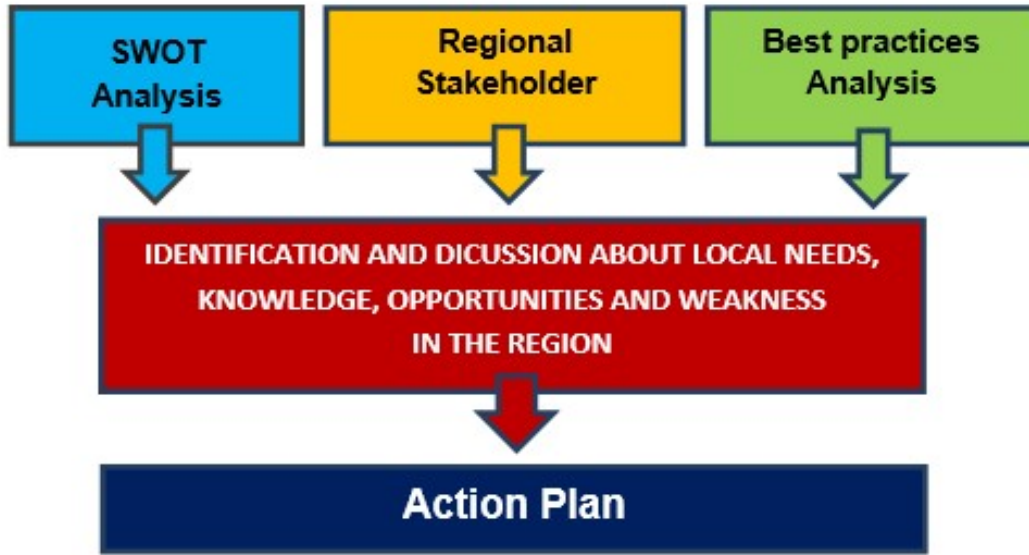 SWOT
Analysis
Regional
Stakeholder
Best practices
Analysis
IDENTIFICATION AND DICUSSION ABOUT LOCAL NEEDS,
KNOWLEDGE, OPPORTUNITIES AND WEAKNESS
IN THE REGION
Action Plan